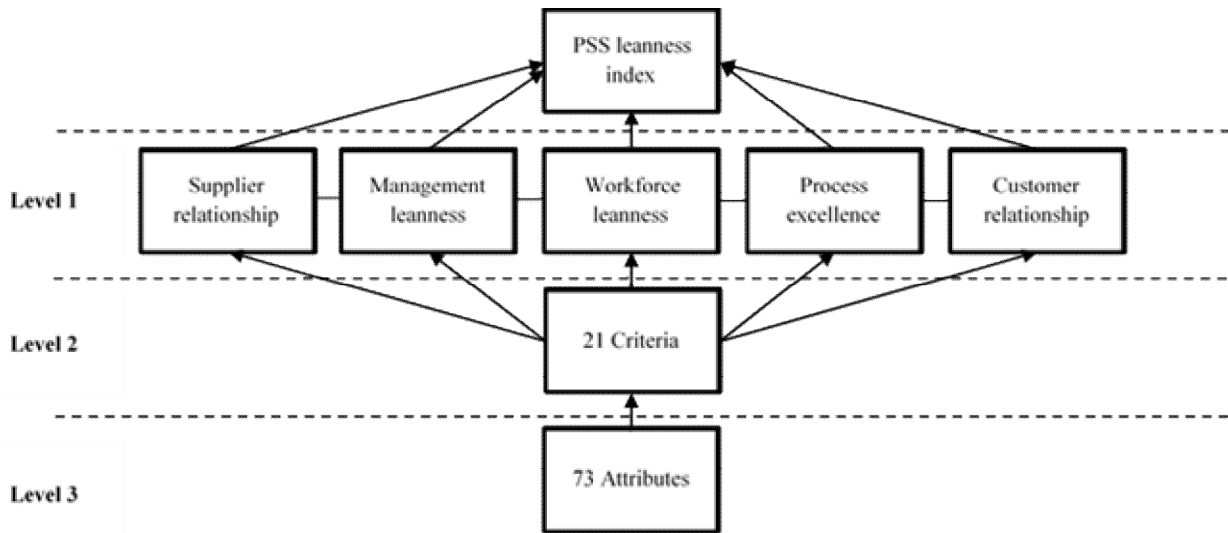 PSS leanness
index
Level 1
Supplier
relationship
Management
leanness
Workforce
leanness
Process
excellence
Customer
relationship
Level 2
21 Criteria
Level 3
73 Attributes